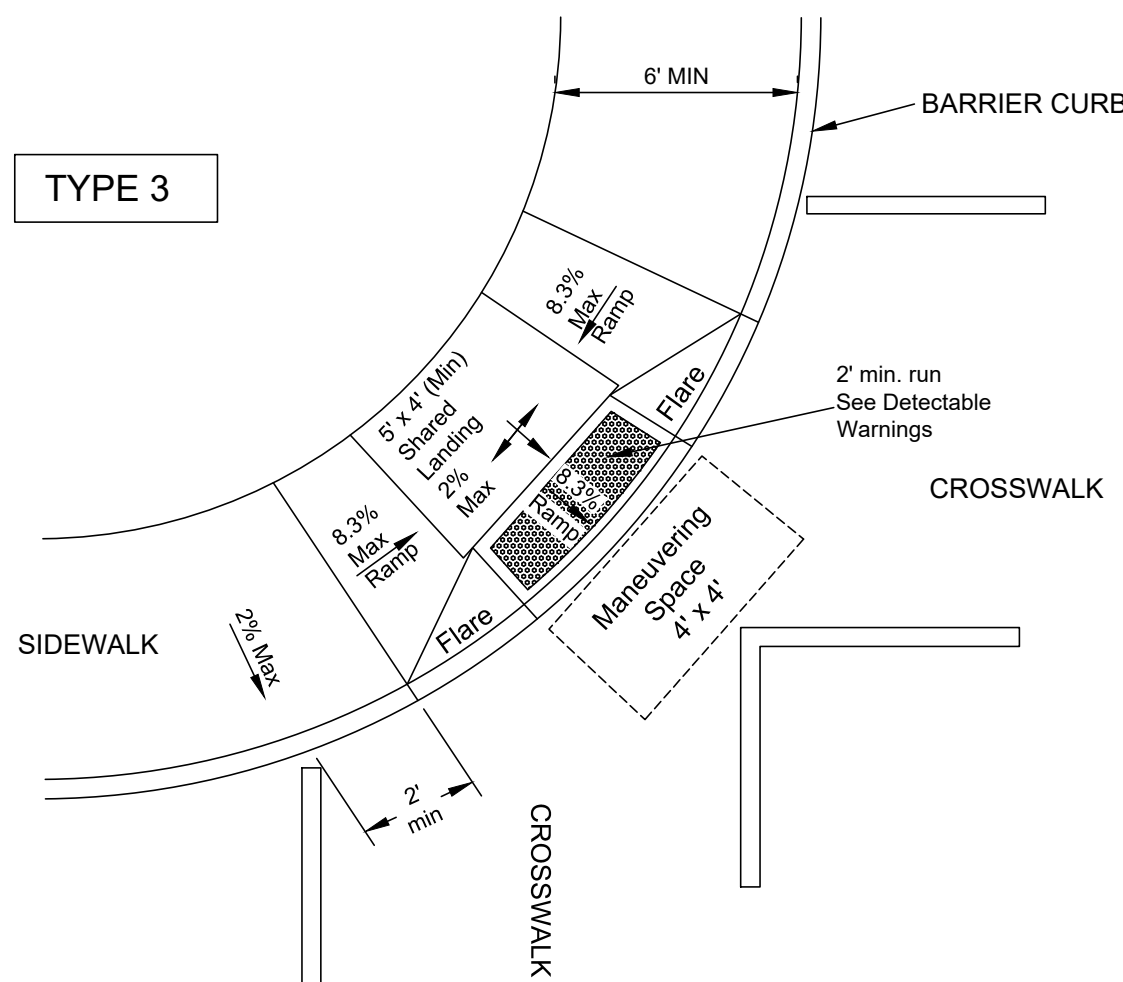 6' MIN
BARRIER CURB
TYPE 3
8.3%
Max
Ramp
5' x 4' (Min)
Shared
Landing
2%
Max
Flare
2' min. run
See Detectable
Warnings
8.3%
Ramp
CROSSWALK
8.3%
Max
Ramp
Maneuvering
Space
4' x 4'
Flare
SIDEWALK
2% Max
2'
min
CROSSWALK